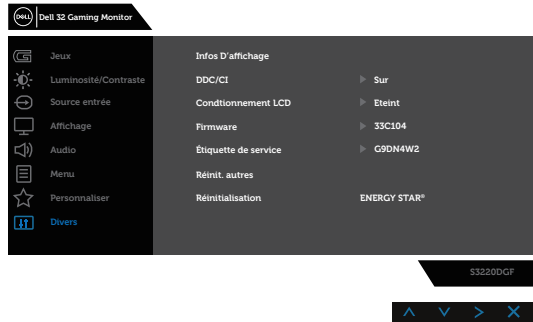 DELL Dell 32 Gaming Monitor
Jeux
Luminosité/Contraste
Source entrée
Affichage
Audio
Menu
Personnaliser
Divers
Infos D'affichage
DDC/CI Sur
Condtionnement LCD Eteint
Firmware 33C104
Étiquette de service G9DN4W2
Réinit. autres
Réinitialisation ENERGY STAR®
S3220DGF